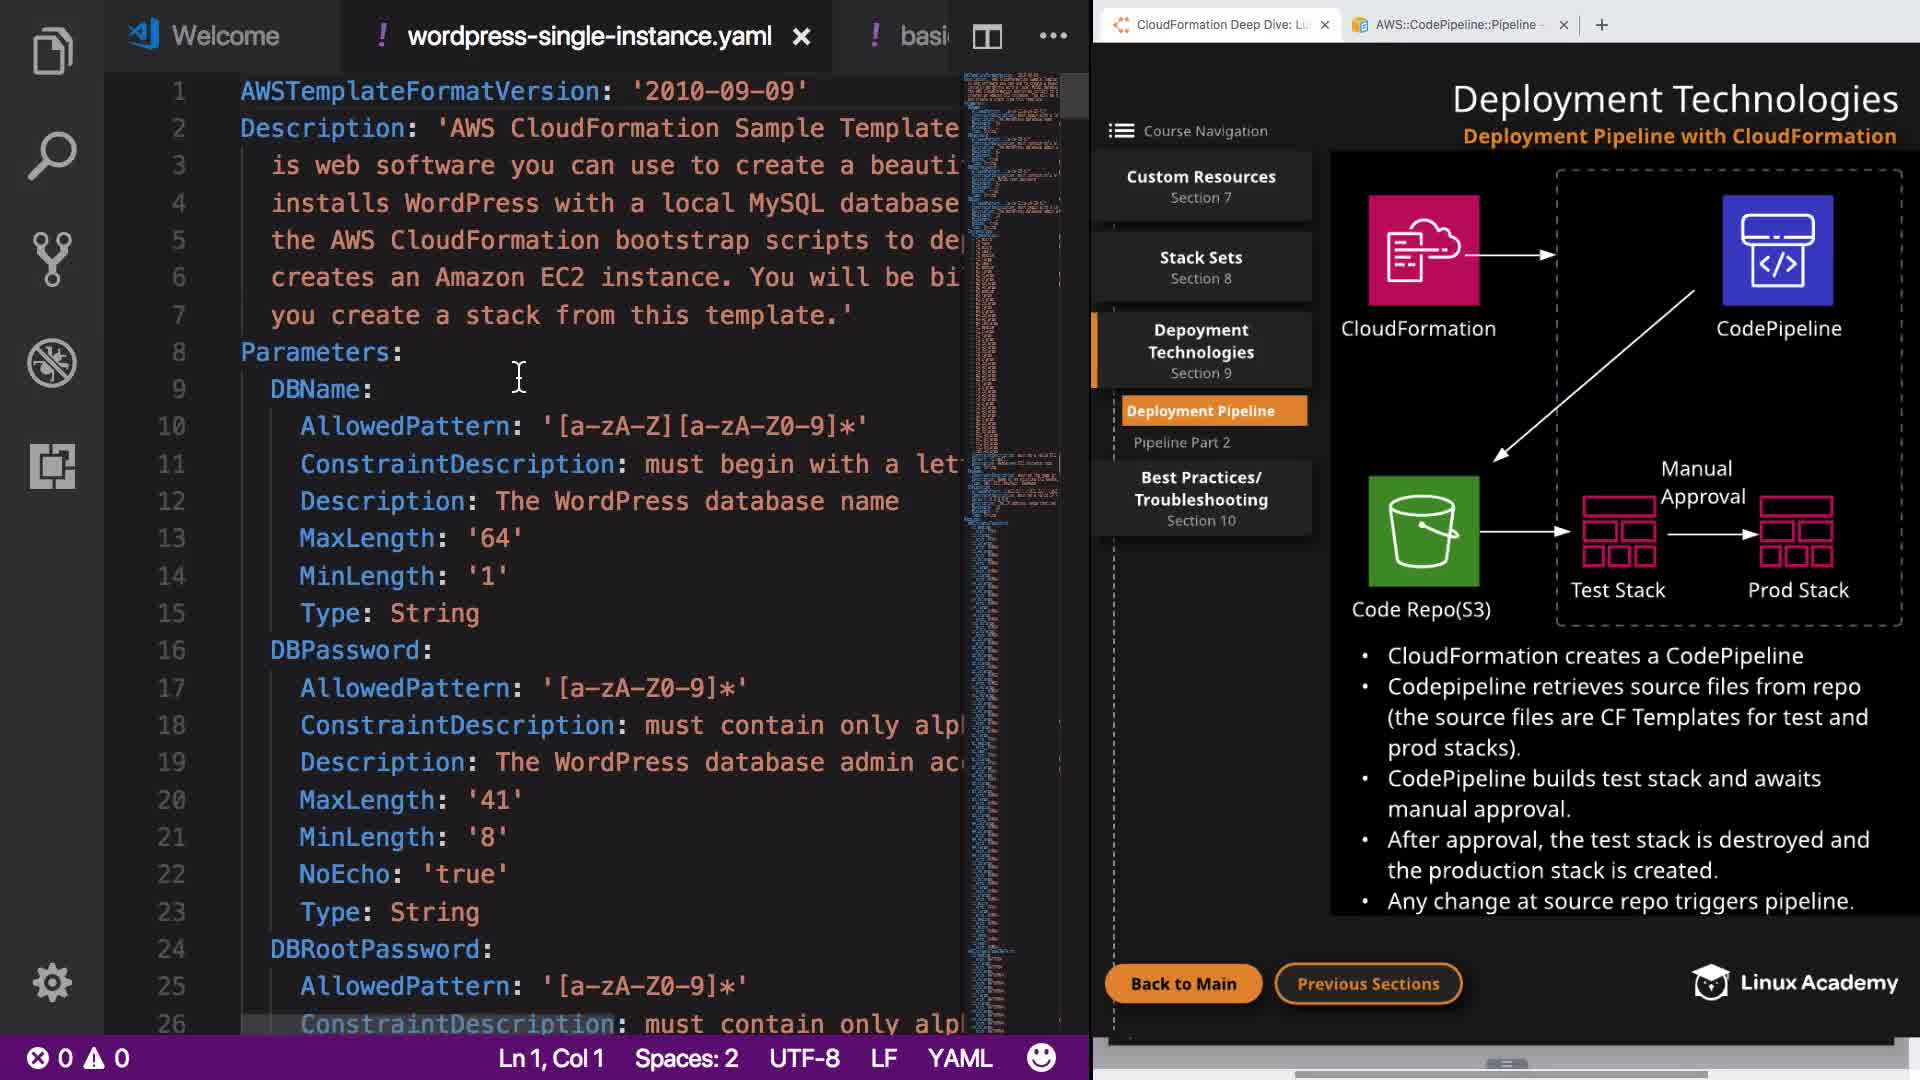 Welcome
! wordpress-single-instance.yaml ×
! basi
1 AWSTemplateFormatVersion: '2010-09-09'
2 Description: 'AWS CloudFormation Sample Template
3 is web software you can use to create a beauti
4 installs WordPress with a local MySQL database
5 the AWS CloudFormation bootstrap scripts to de
6 creates an Amazon EC2 instance. You will be bi
7 you create a stack from this template.'
8 Parameters:
9 DBName:
10 AllowedPattern: '[a-zA-Z][a-zA-Z0-9]*'
11 ConstraintDescription: must begin with a let
12 Description: The WordPress database name
13 MaxLength: '64'
14 MinLength: '1'
15 Type: String
16 DBPassword:
17 AllowedPattern: '[a-zA-Z0-9]*'
18 ConstraintDescription: must contain only alp
19 Description: The WordPress database admin ac
20 MaxLength: '41'
21 MinLength: '8'
22 NoEcho: 'true'
23 Type: String
24 DBRootPassword:
25 AllowedPattern: '[a-zA-Z0-9]*'
26 ConstraintDescription: must contain only alp
0 0 Ln 1, Col 1 Spaces: 2 UTF-8 LF YAML
CloudFormation Deep Dive: Lu ×
AWS::CodePipeline::Pipeline - × +
Deployment Technologies
Deployment Pipeline with CloudFormation
Course Navigation
Custom Resources
Section 7
Stack Sets
Section 8
Depoyment
Technologies
Section 9
Deployment Pipeline
Pipeline Part 2
Best Practices/
Troubleshooting
Section 10
CloudFormation
CodePipeline
</>
Manual
Approval
Code Repo(S3)
Test Stack
Prod Stack
• CloudFormation creates a CodePipeline
• Codepipeline retrieves source files from repo
(the source files are CF Templates for test and
prod stacks).
• CodePipeline builds test stack and awaits
manual approval.
• After approval, the test stack is destroyed and
the production stack is created.
• Any change at source repo triggers pipeline.
Back to Main
Previous Sections
Linux Academy